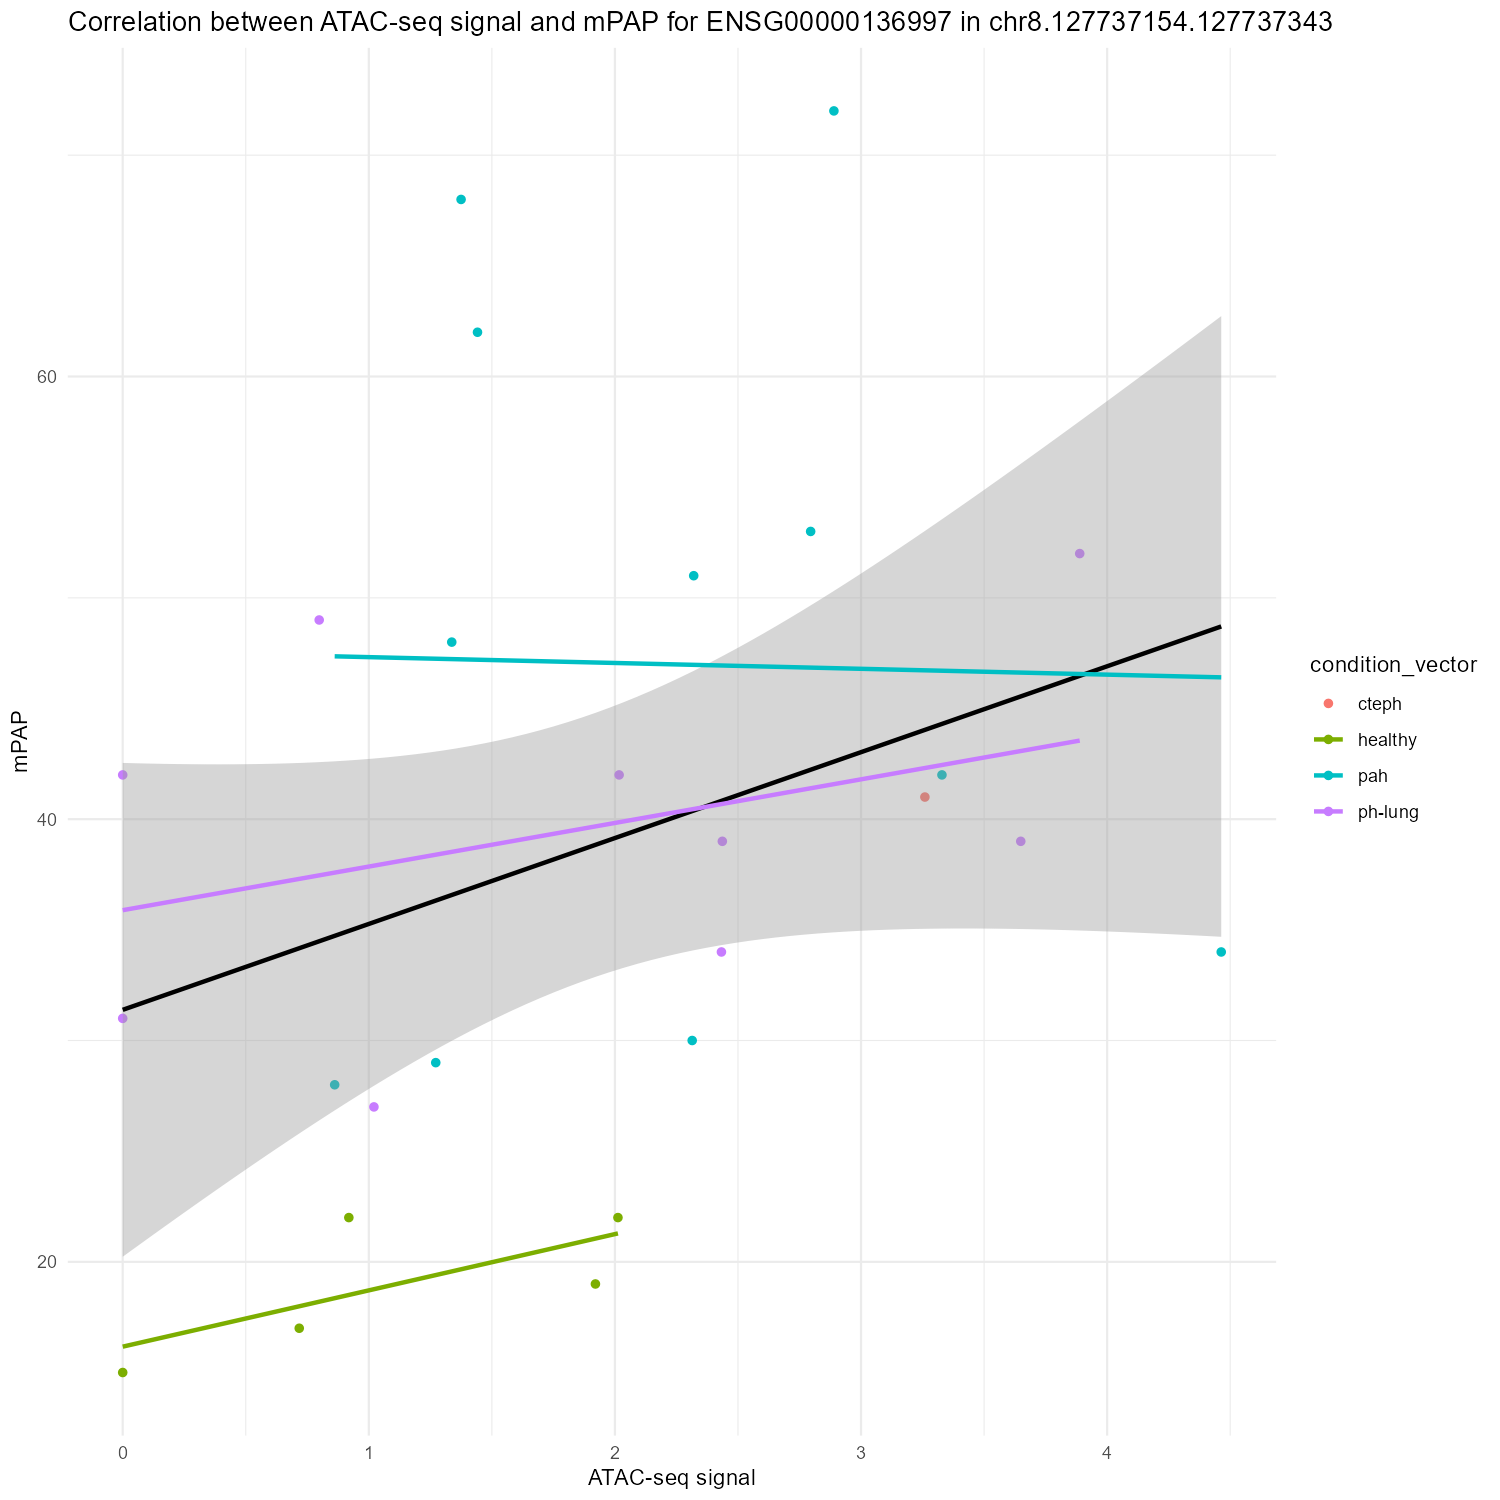 Correlation between ATAC-seq signal and mPAP for ENSG00000136997 in chr8.127737154.127737343
mPAP
60
40
20
0
1
2
3
4
ATAC-seq signal
condition_vector
cteph
healthy
pah
ph-lung